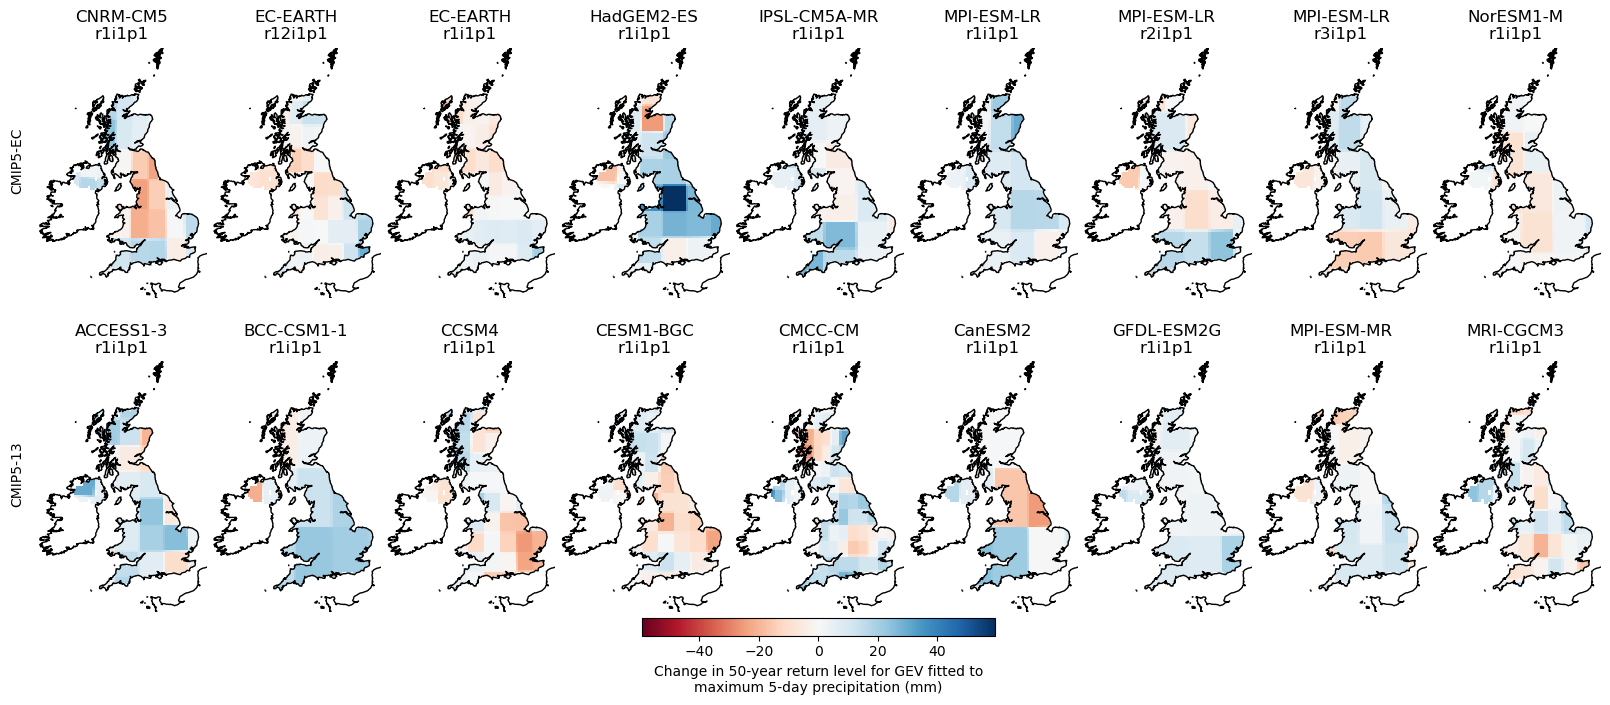 CNRM-CM5 EC-EARTH EC-EARTH HadGEM2-ES IPSL-CM5A-MR MPI-ESM-LR MPI-ESM-LR MPI-ESM-LR NorESM1-M
r1i1p1 r12i1p1 r1i1p1 r1i1p1 r1i1p1 r1i1p1 r2i1p1 r3i1p1 r1i1p1
CMIP5-EC
ACCESS1-3 BCC-CSM1-1 CCSM4 CESM1-BGC CMCC-CM CanESM2 GFDL-ESM2G MPI-ESM-MR MRI-CGCM3
r1i1p1 r1i1p1 r1i1p1 r1i1p1 r1i1p1 r1i1p1 r1i1p1 r1i1p1 r1i1p1
CMIP5-13
−40 −20 0 20 40
Change in 50-year return level for GEV fitted to
maximum 5-day precipitation (mm)